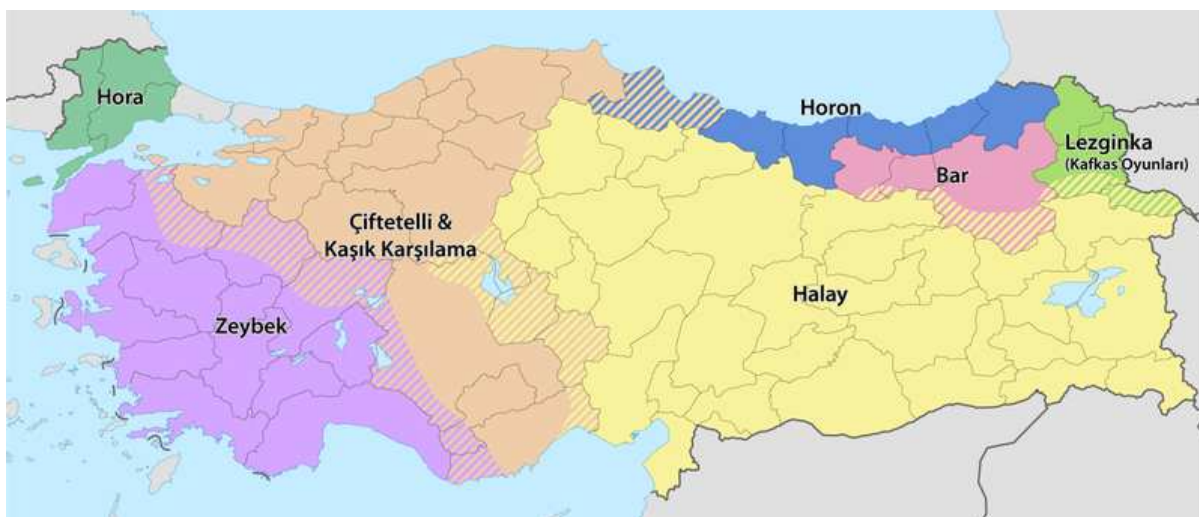 Hora
Horon
Lezginka
(Kafkas Oyunları)
Bar
Çiftetelli &
Kaşık Karşılama
Halay
Zeybek